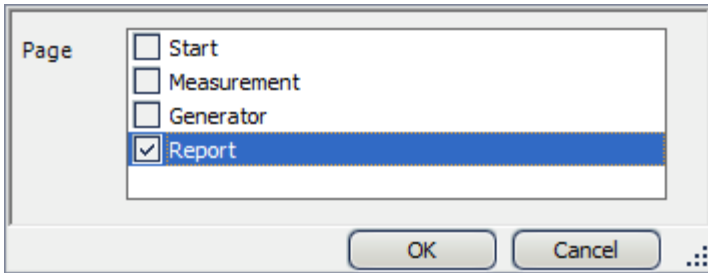 Page
Start
Measurement
Generator
Report
OK
Cancel